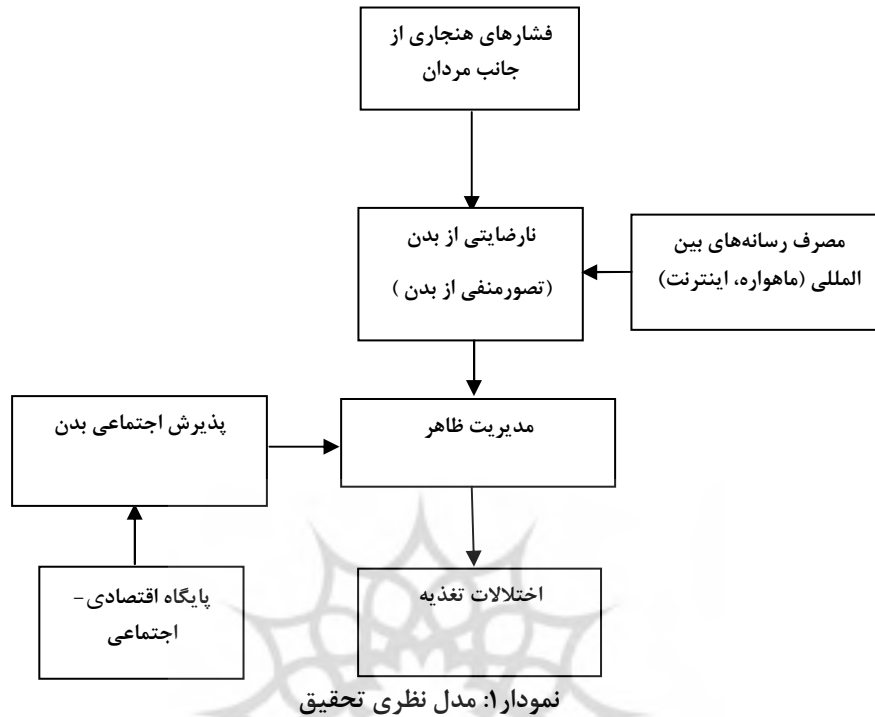 فشارهای هنجاری از
جانب مردان
نارضایتی از بدن
(تصورمنفی از بدن )
مصرف رسانه‌های بین
المللی (ماهواره، اینترنت)
پذیرش اجتماعی بدن
مدیریت ظاهر
پایگاه اقتصادی-
اجتماعی
اختلالات تغذیه
نمودار۱: مدل نظری تحقیق